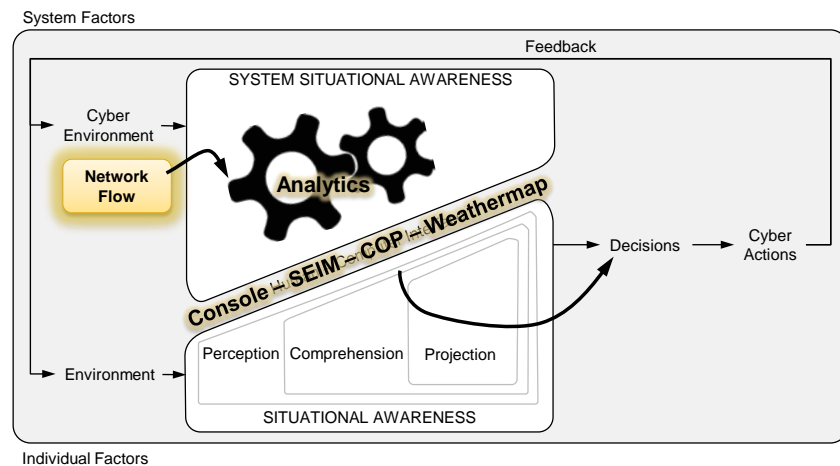 System Factors
Feedback
SYSTEM SITUATIONAL AWARENESS
Cyber
Environment
Network
Flow
Analytics
Console – SEIM – COP – Weathermap
Decisions
Cyber
Actions
Perception
Comprehension
Projection
Environment
SITUATIONAL AWARENESS
Individual Factors